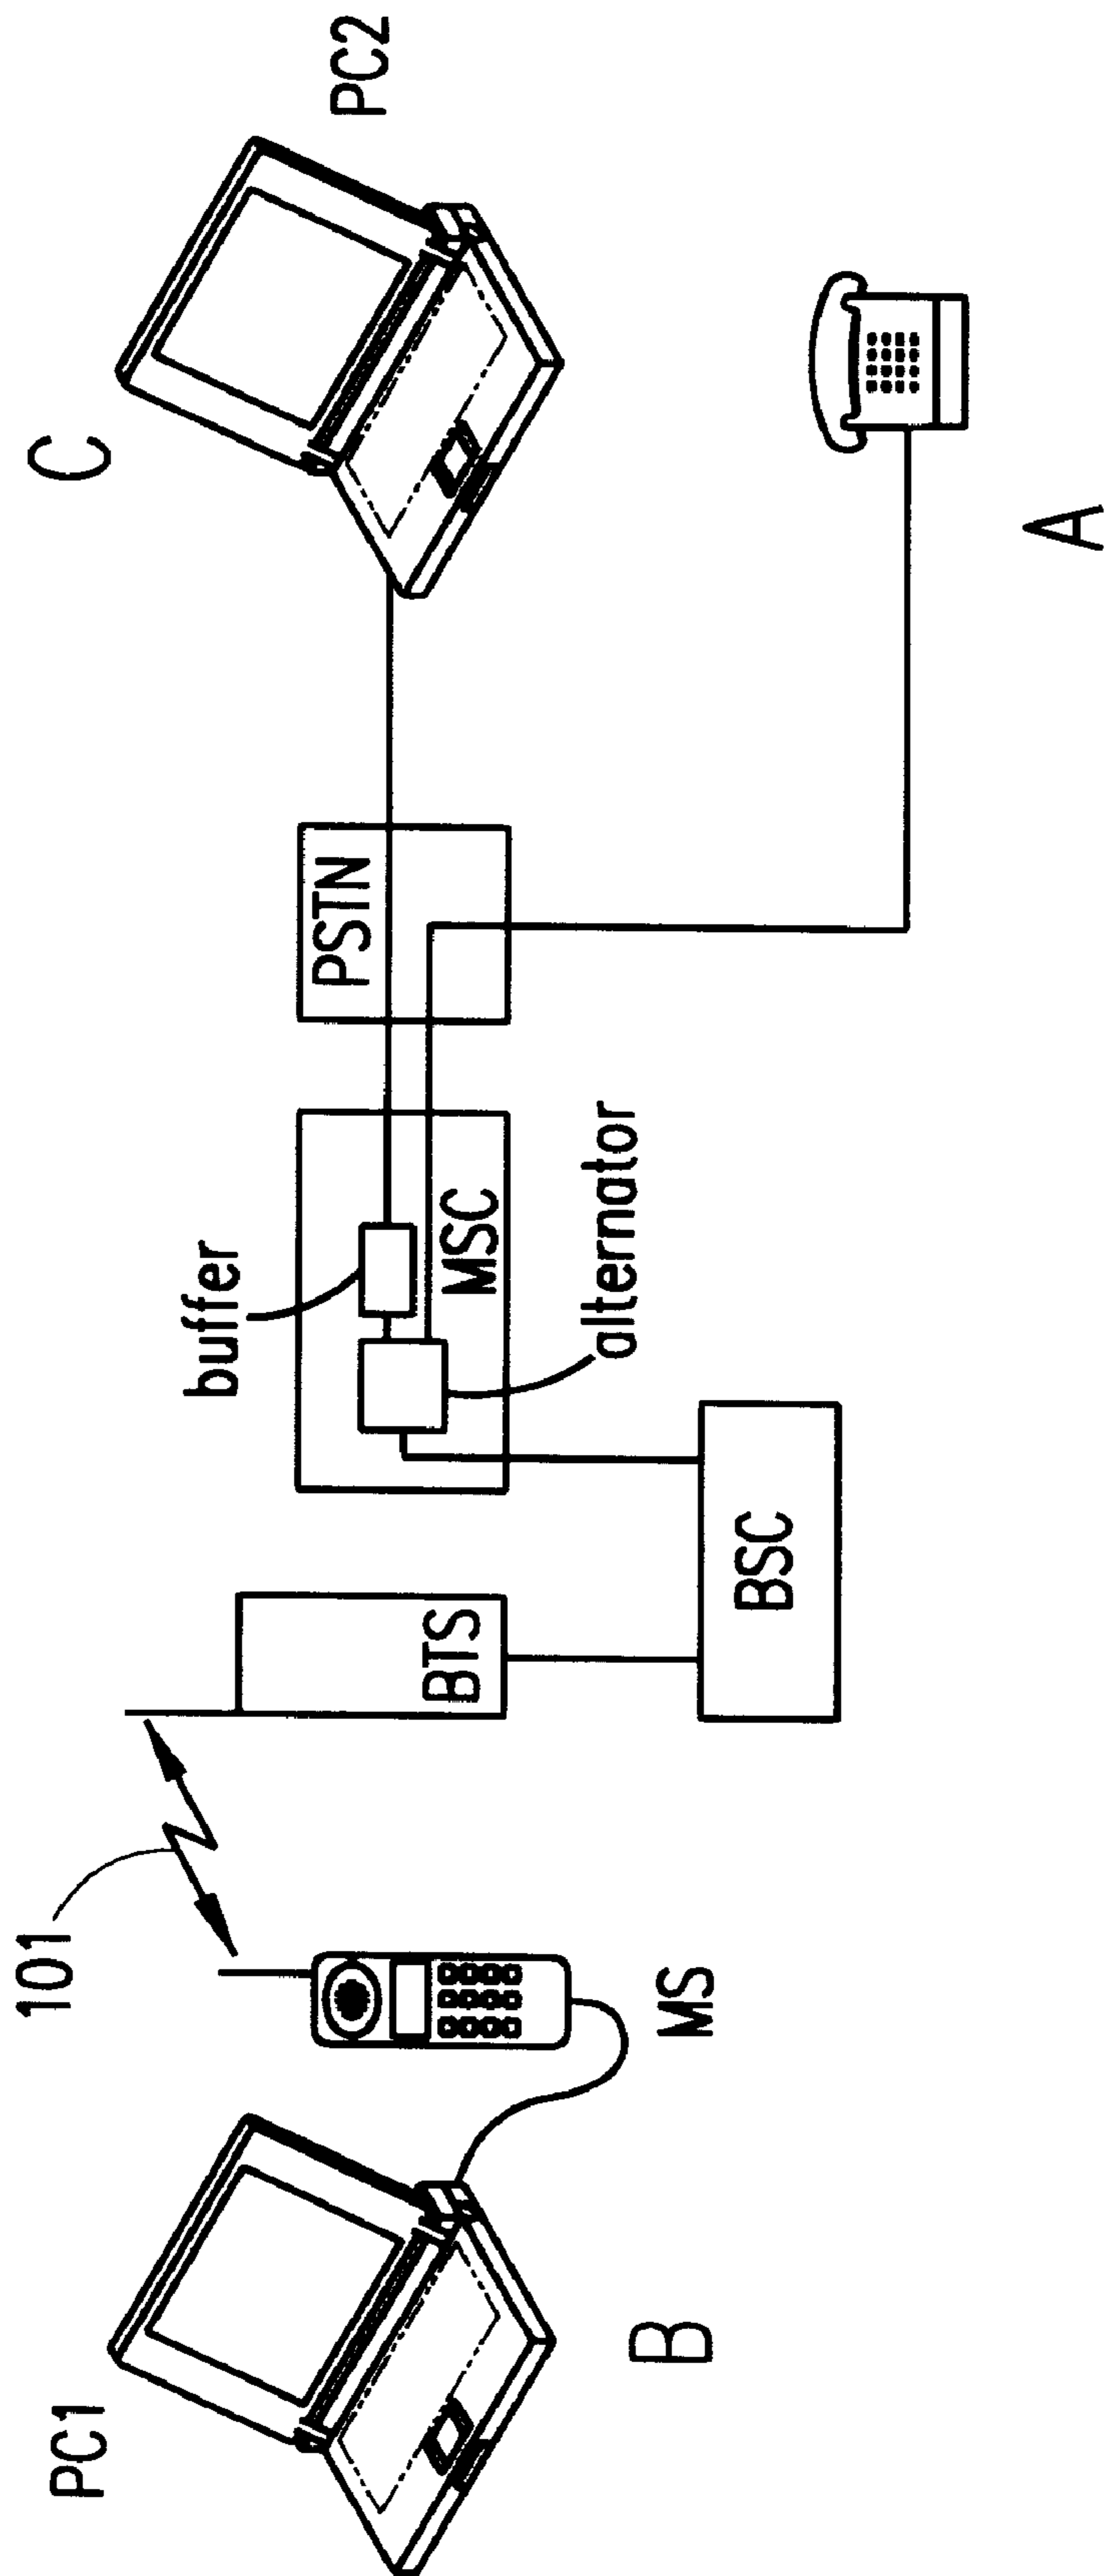 PC1
B
101
MS
BTS
BSC
buffer
MSC
alternator
PSTN
C
PC2
A